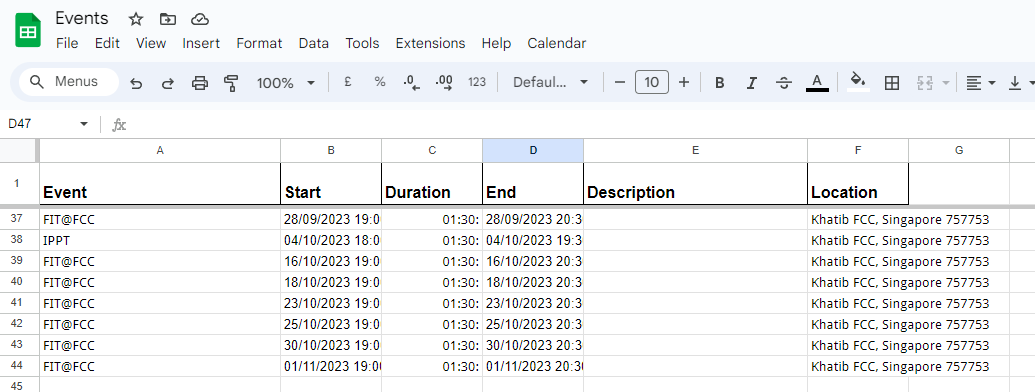 Events
File Edit View Insert Format Data Tools Extensions Help Calendar
Menus 100% £ % .0 .00 123 Defaul... − 10 + B I S A
D47 fx
A B C D E F G
1 Event Start Duration End Description Location
37 FIT@FCC 28/09/2023 19:0 01:30: 28/09/2023 20:3 Khatib FCC, Singapore 757753
38 IPPT 04/10/2023 18:0 01:30: 04/10/2023 19:3 Khatib FCC, Singapore 757753
39 FIT@FCC 16/10/2023 19:0 01:30: 16/10/2023 20:3 Khatib FCC, Singapore 757753
40 FIT@FCC 18/10/2023 19:0 01:30: 18/10/2023 20:3 Khatib FCC, Singapore 757753
41 FIT@FCC 23/10/2023 19:0 01:30: 23/10/2023 20:3 Khatib FCC, Singapore 757753
42 FIT@FCC 25/10/2023 19:0 01:30: 25/10/2023 20:3 Khatib FCC, Singapore 757753
43 FIT@FCC 30/10/2023 19:0 01:30: 30/10/2023 20:3 Khatib FCC, Singapore 757753
44 FIT@FCC 01/11/2023 19:0 01:30: 01/11/2023 20:3 Khatib FCC, Singapore 757753
45